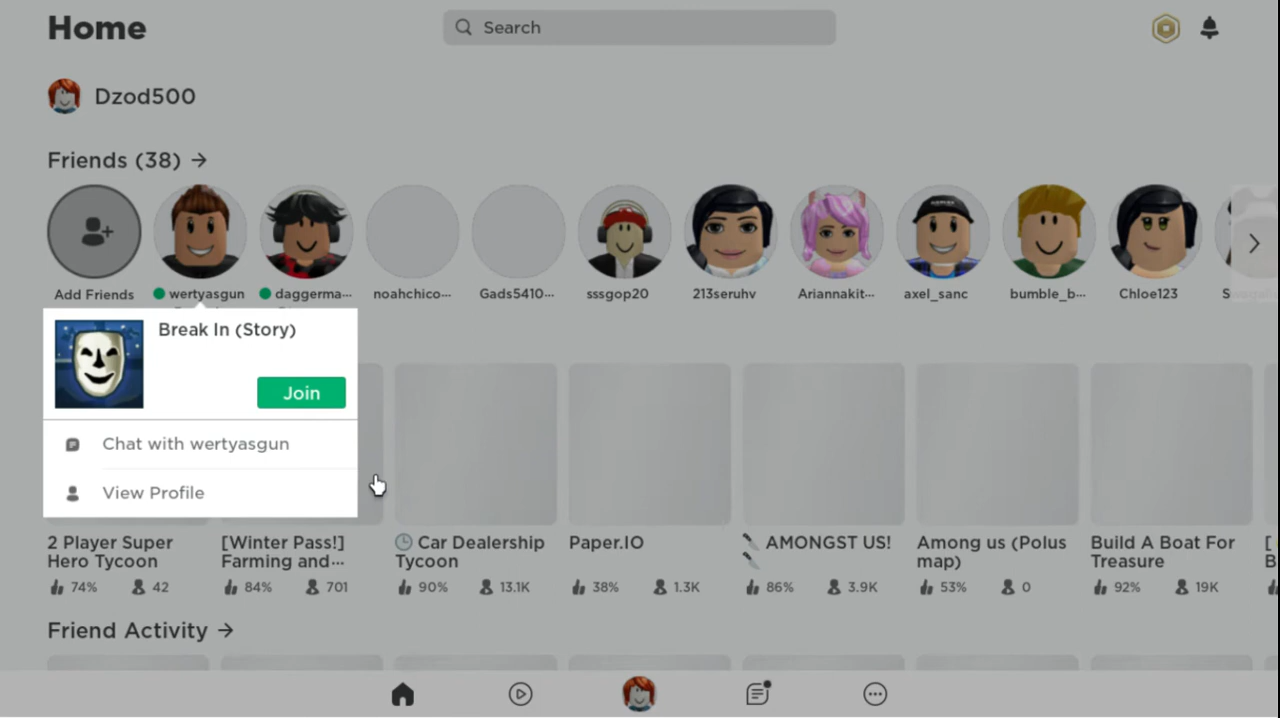 Home
Search
Dzod500
Friends (38) →
Add Friends
wertyasgun
daggerma...
noahchico...
Gads5410...
sssgop20
213seruhv
Ariannakit...
axel_sanc
bumble_b...
Chloe123
Break In (Story)
Join
Chat with wertyasgun
View Profile
2 Player Super
Hero Tycoon
74% 42
[Winter Pass!]
Farming and...
84% 701
Car Dealership
Tycoon
90% 13.1K
Paper.IO
38% 1.3K
AMONGST US!
86% 3.9K
Among us (Polus
map)
53% 0
Build A Boat For
Treasure
92% 19K
Friend Activity →